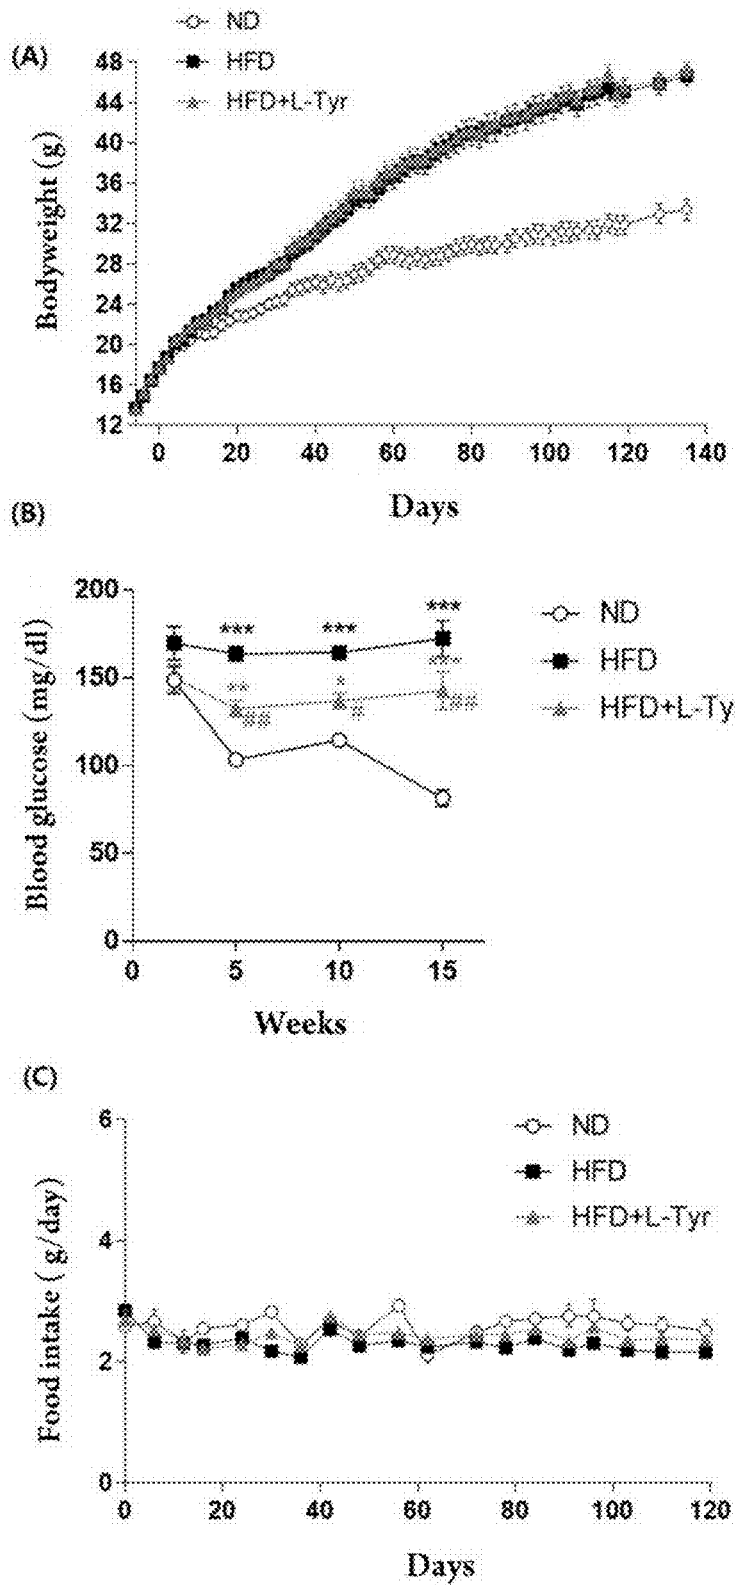 (A)
ND
HFD
HFD+L-Tyr
Bodyweight (g)
48
44
40
36
32
28
24
20
16
12
0 20 40 60 80 100 120 140
Days
(B)
Blood glucose (mg/dl)
200
150
100
50
0
*** *** ***
** *
## # ##
0 5 10 15
Weeks
ND
HFD
HFD+L-Ty
(C)
ND
HFD
HFD+L-Tyr
Food intake ( g/day)
6
4
2
0
0 20 40 60 80 100 120
Days